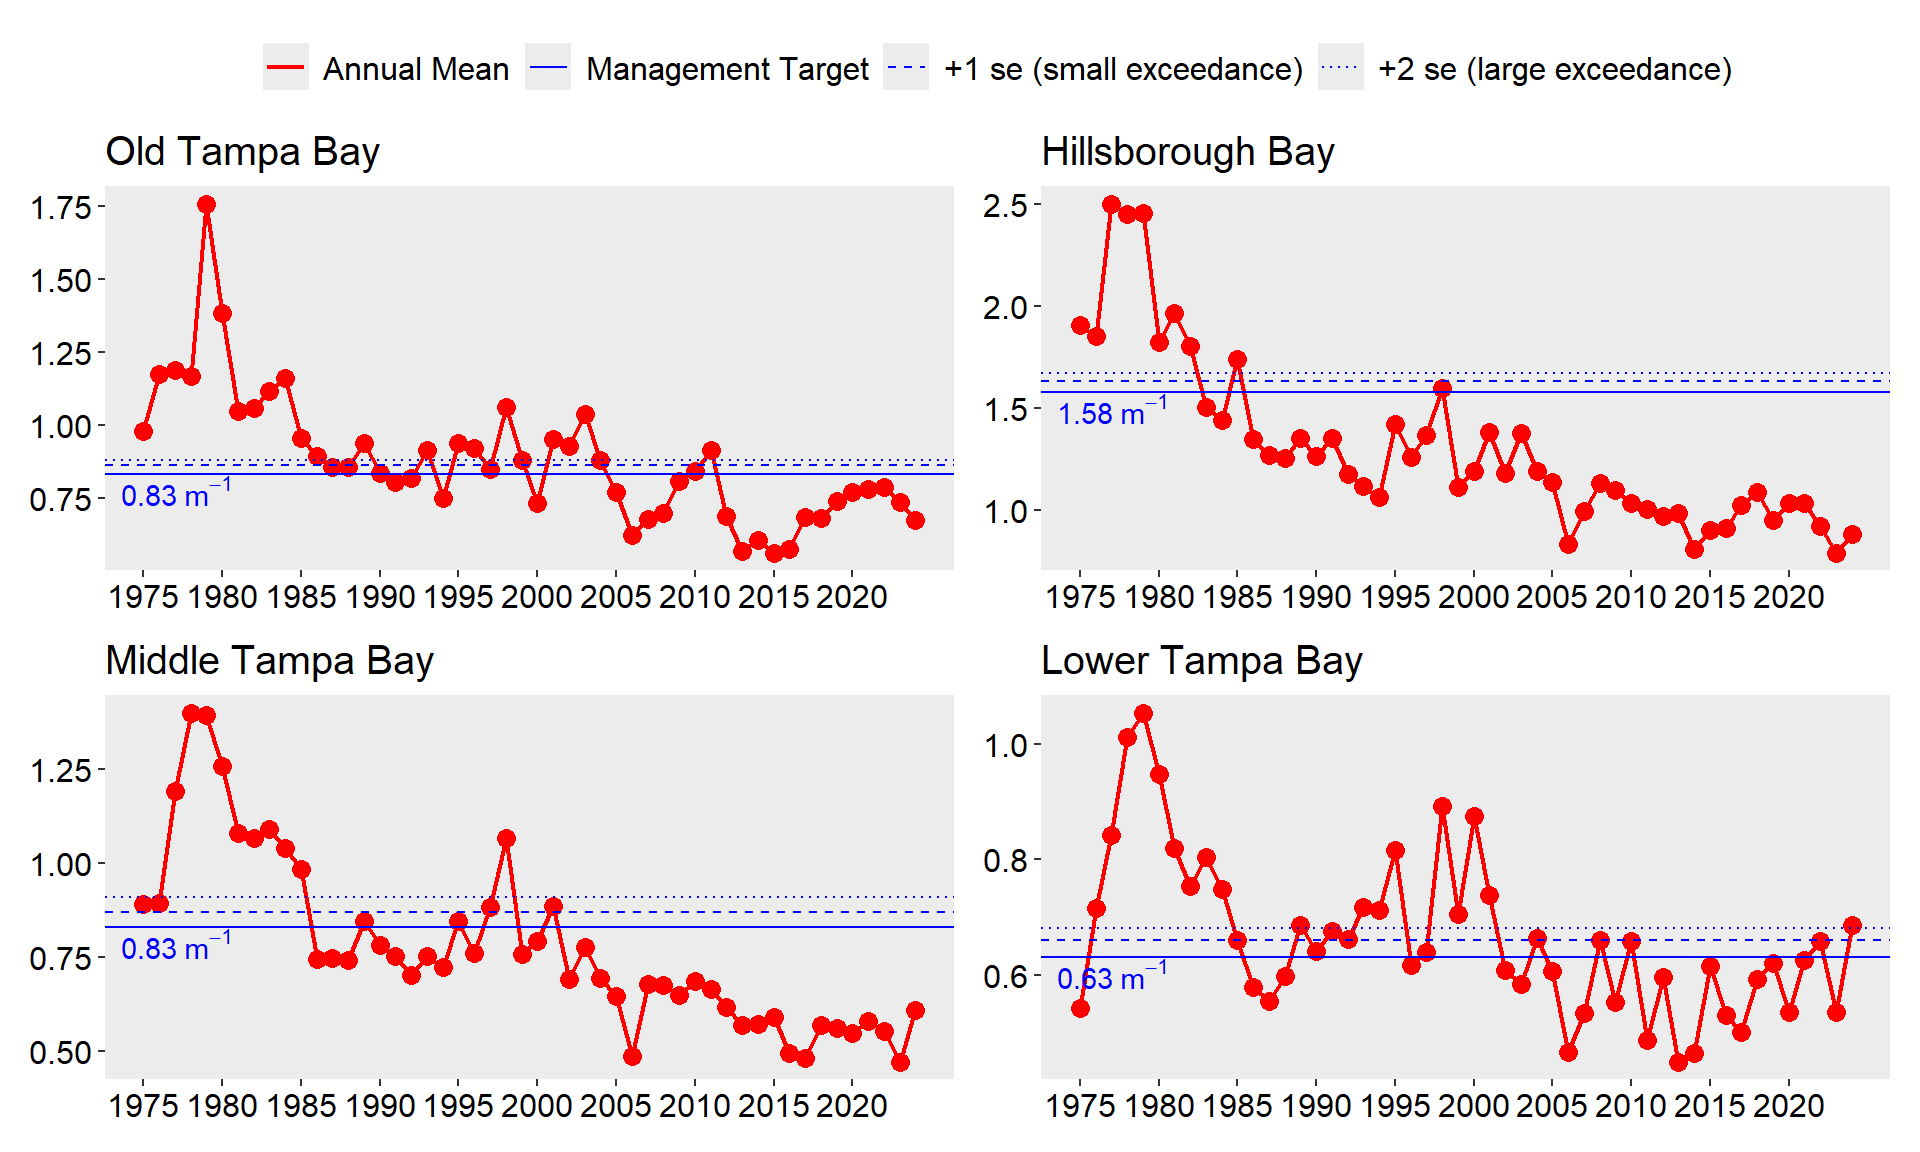 Annual Mean Management Target +1 se (small exceedance) +2 se (large exceedance)
Old Tampa Bay
1.75
1.50
1.25
1.00
0.75
0.83 m⁻¹
1975 1980 1985 1990 1995 2000 2005 2010 2015 2020
Hillsborough Bay
2.5
2.0
1.5
1.0
1.58 m⁻¹
1975 1980 1985 1990 1995 2000 2005 2010 2015 2020
Middle Tampa Bay
1.25
1.00
0.75
0.50
0.83 m⁻¹
1975 1980 1985 1990 1995 2000 2005 2010 2015 2020
Lower Tampa Bay
1.0
0.8
0.6
0.63 m⁻¹
1975 1980 1985 1990 1995 2000 2005 2010 2015 2020